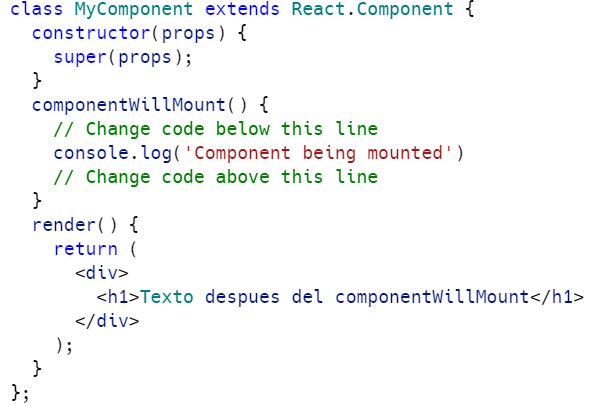 class MyComponent extends React.Component {
  constructor(props) {
    super(props);
  }
  componentWillMount() {
    // Change code below this line
    console.log('Component being mounted')
    // Change code above this line
  }
  render() {
    return (
      <div>
        <h1>Texto despues del componentWillMount</h1>
      </div>
    );
  }
};